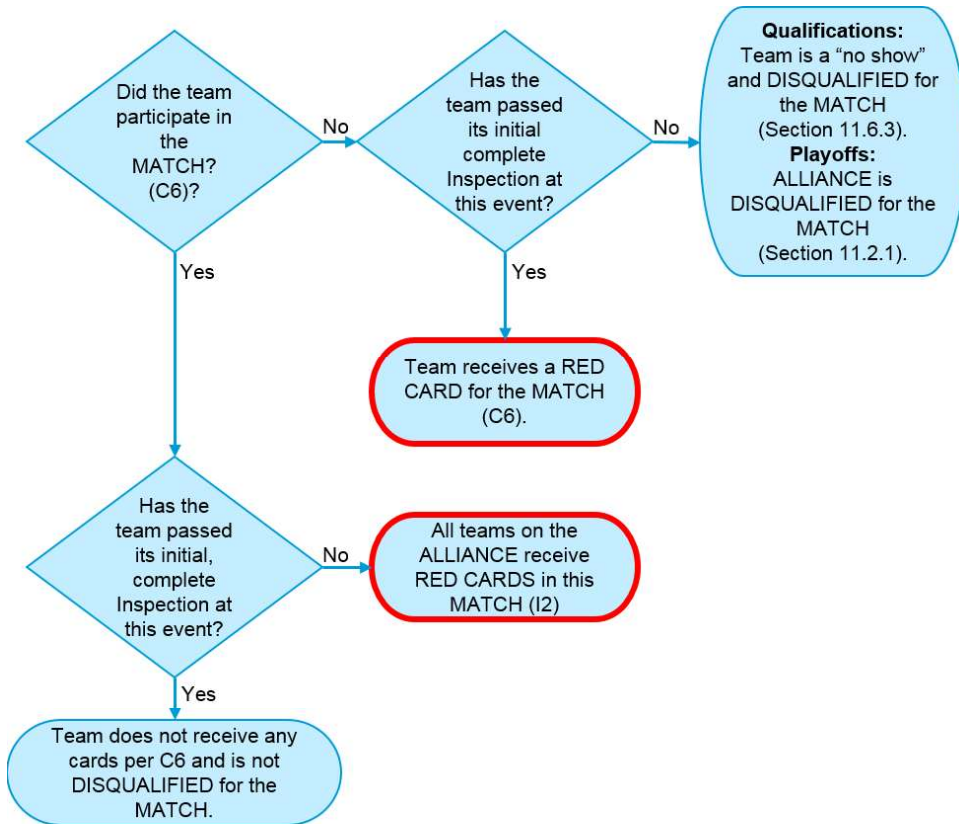 Did the team
participate in
the
MATCH?
(C6)?
No
Has the
team passed
its initial
complete
Inspection at
this event?
No
Qualifications:
Team is a “no show”
and DISQUALIFIED for
the MATCH
(Section 11.6.3).
Playoffs:
ALLIANCE is
DISQUALIFIED for the
MATCH
(Section 11.2.1).
Yes
Yes
Team receives a RED
CARD for the MATCH
(C6).
Has the
team passed
its initial,
complete
Inspection at
this event?
No
All teams on the
ALLIANCE receive
RED CARDS in this
MATCH (I2)
Yes
Team does not receive any
cards per C6 and is not
DISQUALIFIED for the
MATCH.